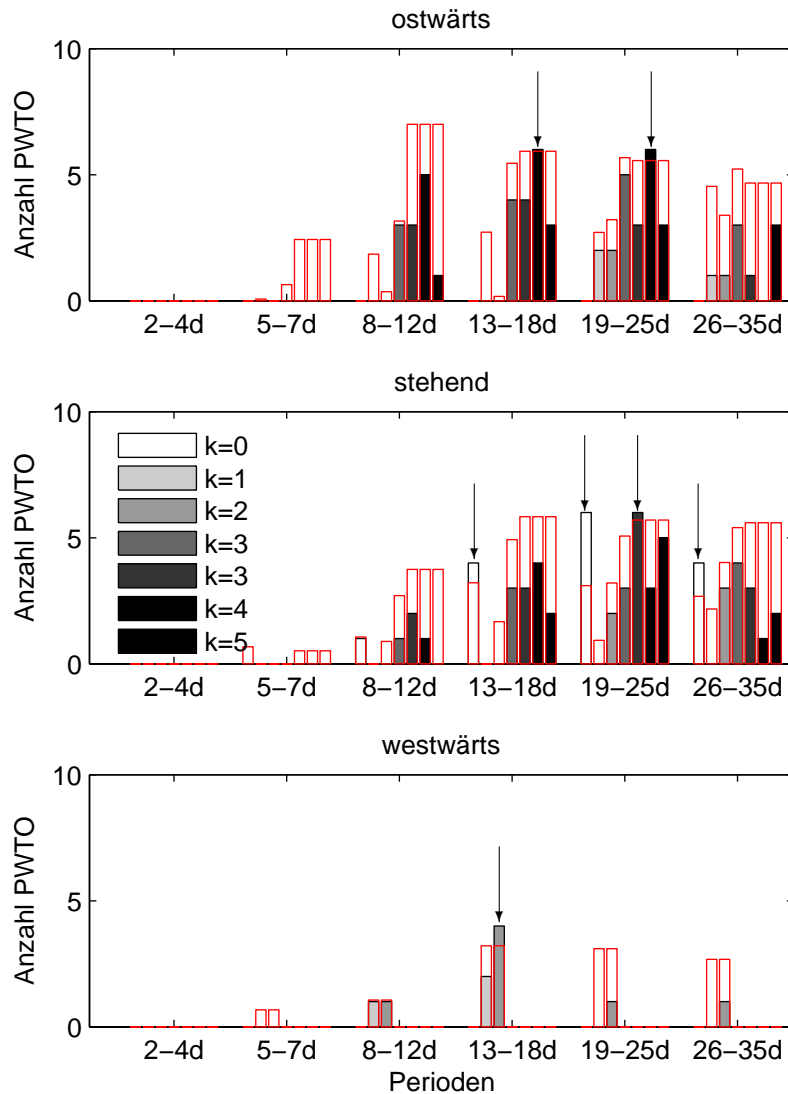 ostwärts
10
5
0
Anzahl PWTO
2−4d 5−7d 8−12d 13−18d 19−25d 26−35d
stehend
10
5
0
Anzahl PWTO
k=0
k=1
k=2
k=3
k=3
k=4
k=5
2−4d 5−7d 8−12d 13−18d 19−25d 26−35d
westwärts
10
5
0
Anzahl PWTO
2−4d 5−7d 8−12d 13−18d 19−25d 26−35d
Perioden